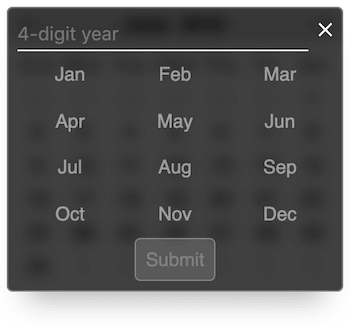 4-digit year
Jan Feb Mar
Apr May Jun
Jul Aug Sep
Oct Nov Dec
Submit